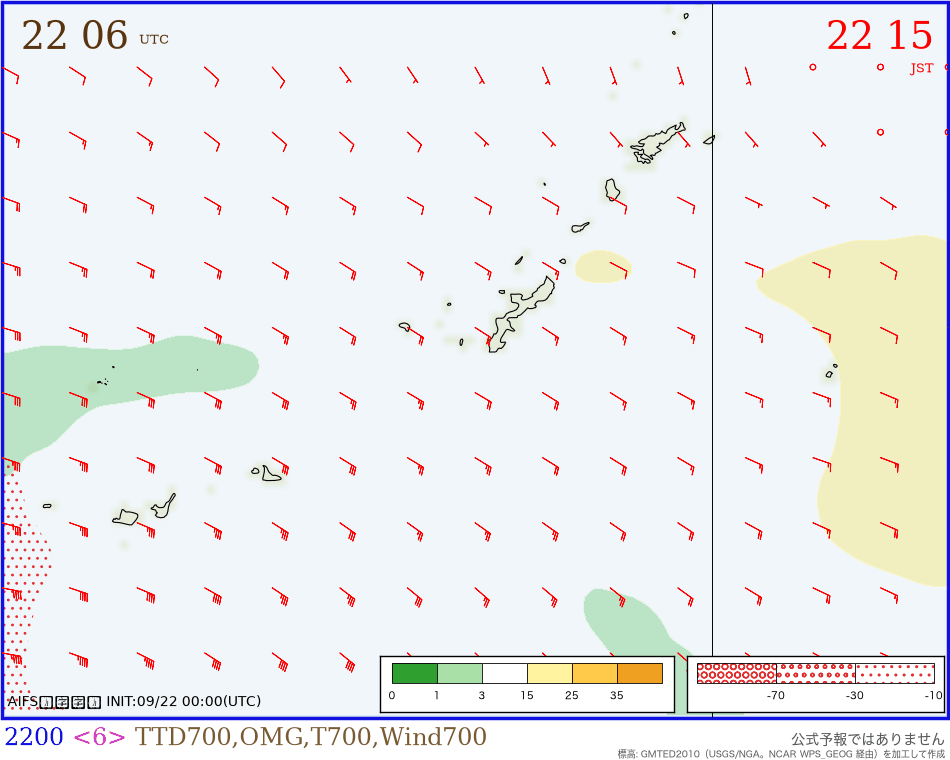 22 06 UTC
22 15
JST
AIFS INIT:09/22 00:00(UTC)
0 1 3 15 25 35
-70 -30 -10
2200 <6> TTD700,OMG,T700,Wind700
公式予報ではありません
標高: GMTED2010（USGS/NGA。NCAR WPS_GEOG 経由）を加工して作成